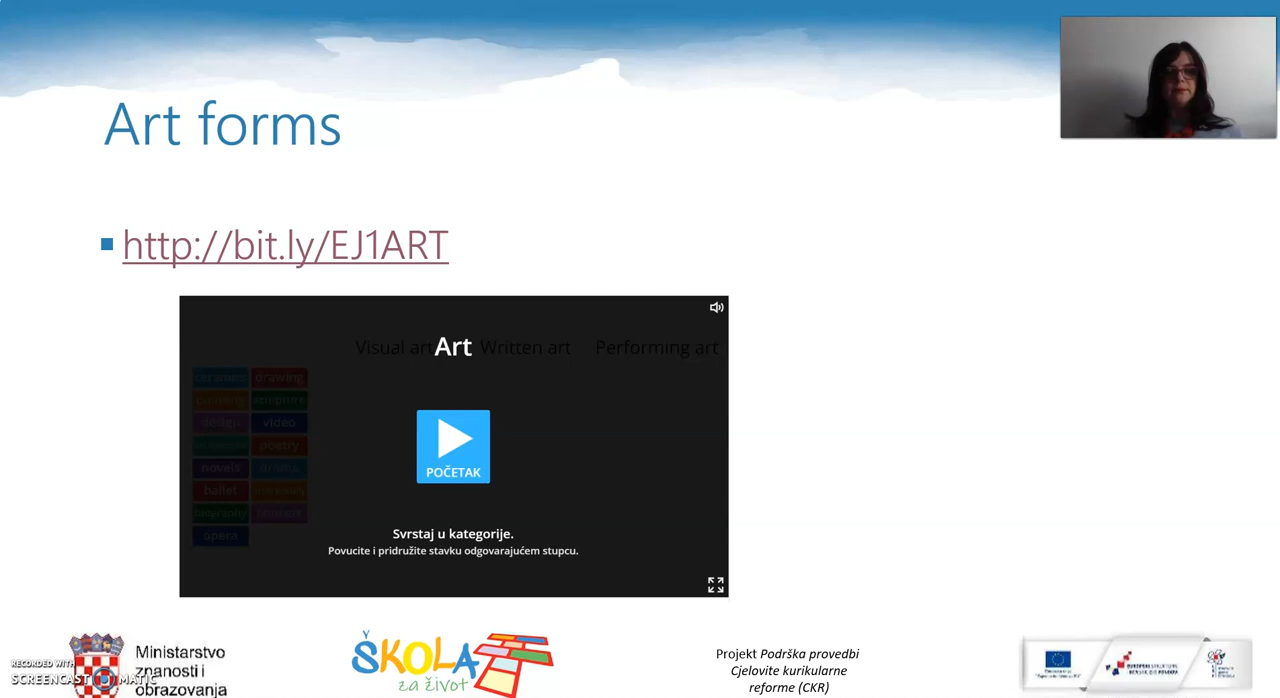 Art forms
http://bit.ly/EJ1ART
Visual art Art Written art Performing art
ceramics drawing
painting sculpture
design video
poetry
novels drama
ballet
biography
opera
POČETAK
Svrstaj u kategorije.
Povucite i pridružite stavku odgovarajućem stupcu.
RECORDED WITH
SCREENCAST MATIC
Ministarstvo
znanosti i
obrazovanja
ŠKOLA
za život
Projekt Podrška provedbi
Cjelovite kurikularne
reforme (CKR)